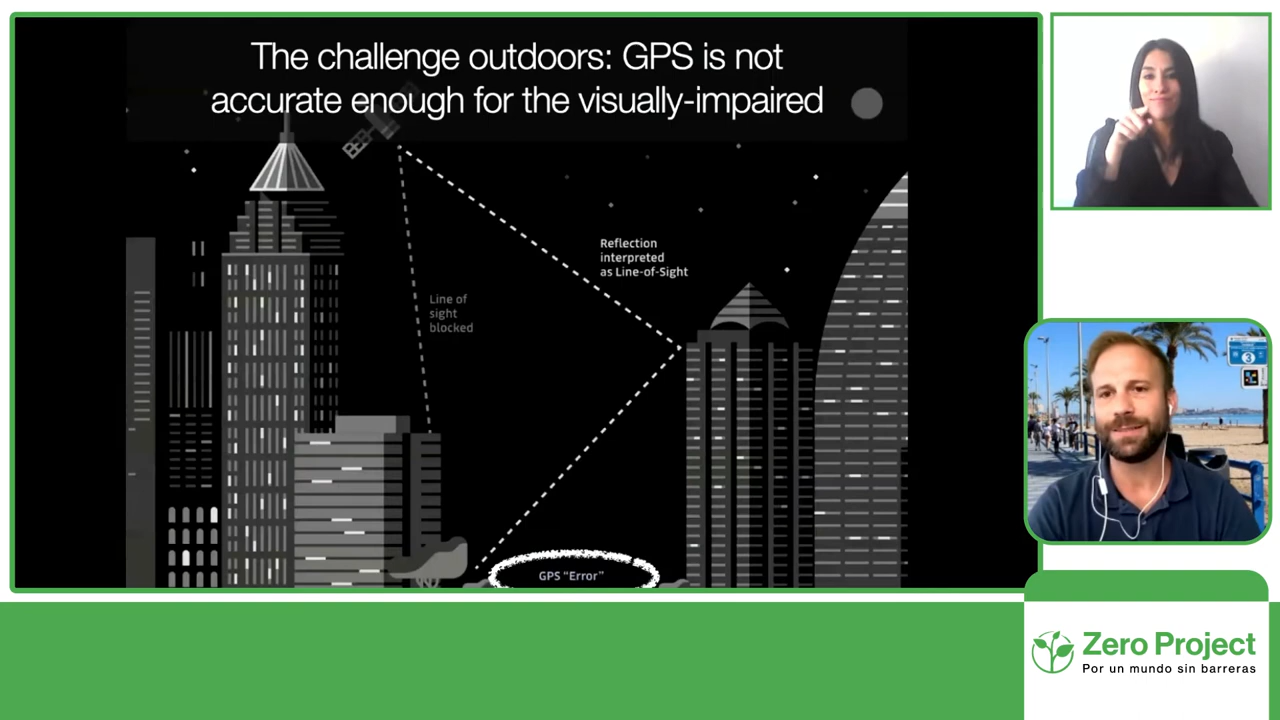 The challenge outdoors: GPS is not
accurate enough for the visually-impaired
Reflection
interpreted
as Line-of-Sight
Line of
sight
blocked
GPS “Error”
3
Zero Project
Por un mundo sin barreras